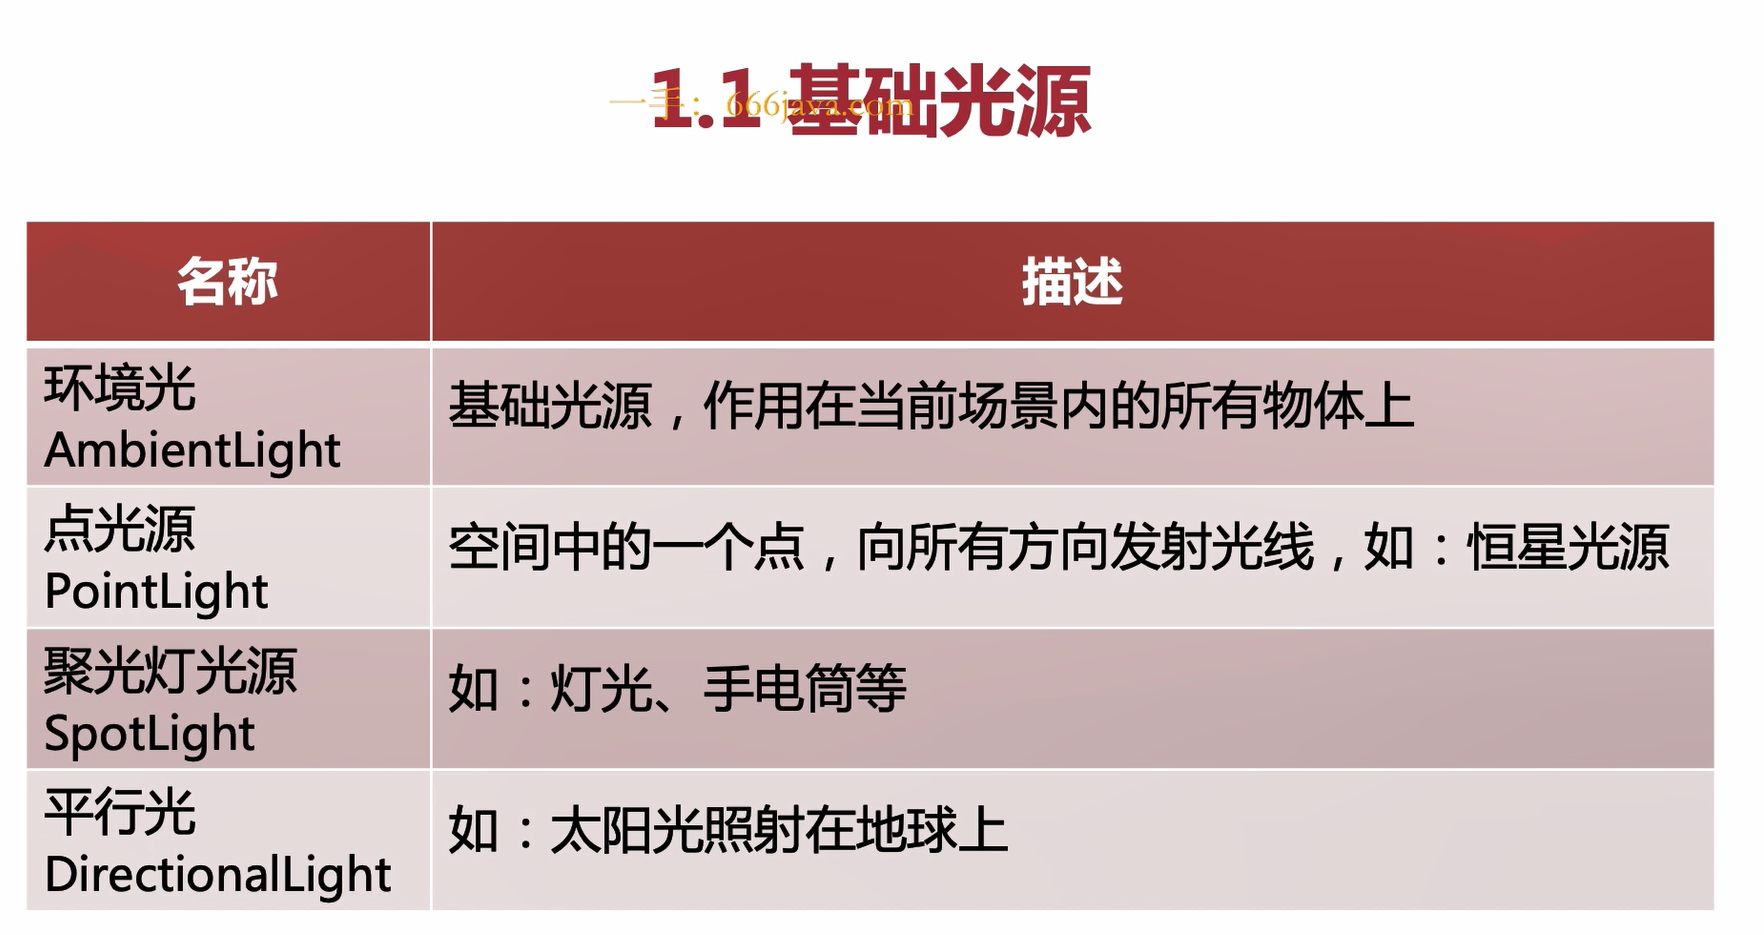 1.1 基础光源
一手：666java.com
名称
描述
环境光
AmbientLight
基础光源，作用在当前场景内的所有物体上
点光源
PointLight
空间中的一个点，向所有方向发射光线，如：恒星光源
聚光灯光源
SpotLight
如：灯光、手电筒等
平行光
DirectionalLight
如：太阳光照射在地球上